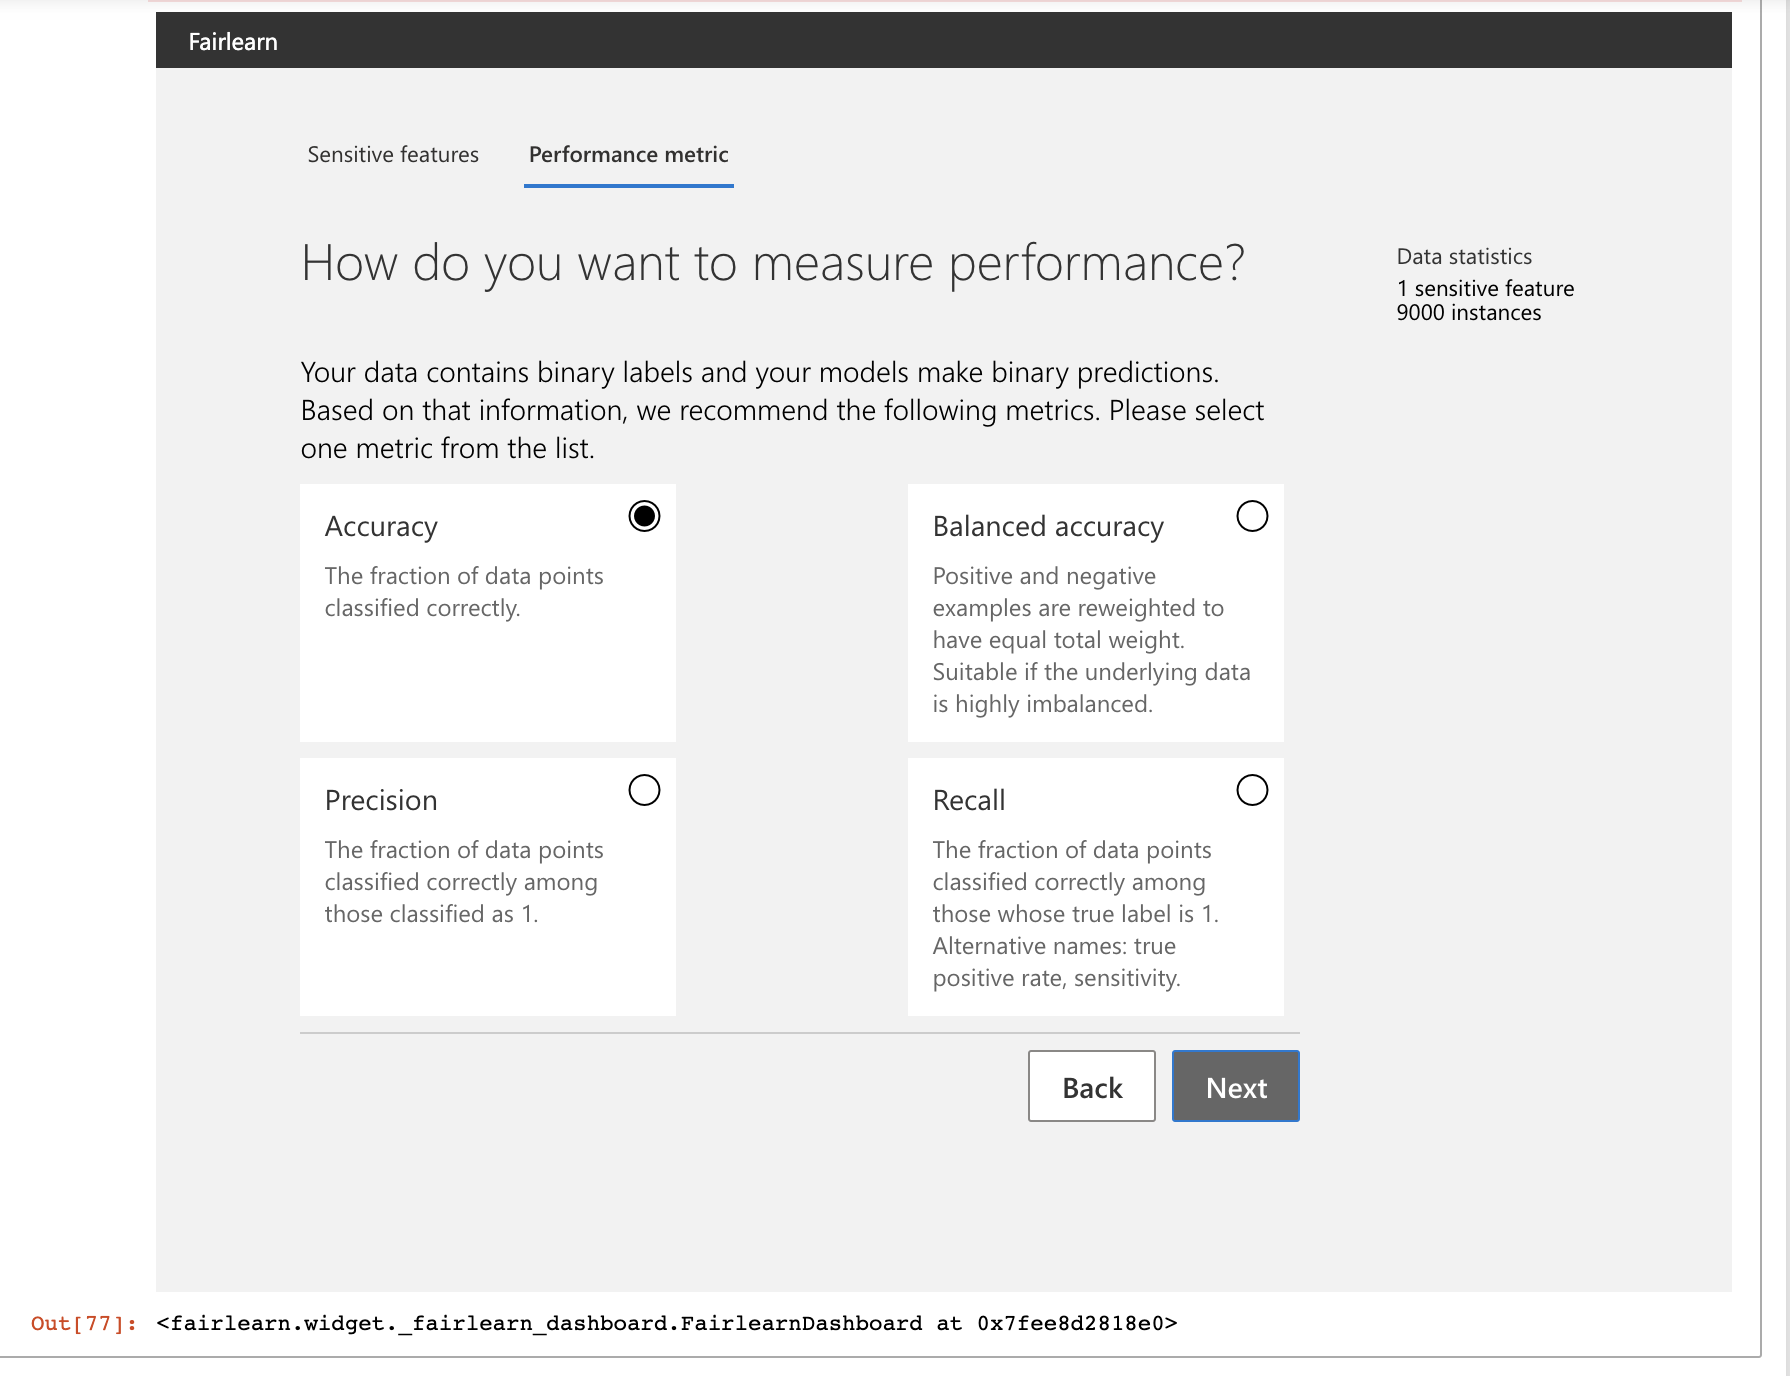 Fairlearn
Sensitive features
Performance metric
How do you want to measure performance?
Data statistics
1 sensitive feature
9000 instances
Your data contains binary labels and your models make binary predictions.
Based on that information, we recommend the following metrics. Please select
one metric from the list.
Accuracy
The fraction of data points
classified correctly.
Balanced accuracy
Positive and negative
examples are reweighted to
have equal total weight.
Suitable if the underlying data
is highly imbalanced.
Precision
The fraction of data points
classified correctly among
those classified as 1.
Recall
The fraction of data points
classified correctly among
those whose true label is 1.
Alternative names: true
positive rate, sensitivity.
Back
Next
Out[77]: <fairlearn.widget._fairlearn_dashboard.FairlearnDashboard at 0x7fee8d2818e0>